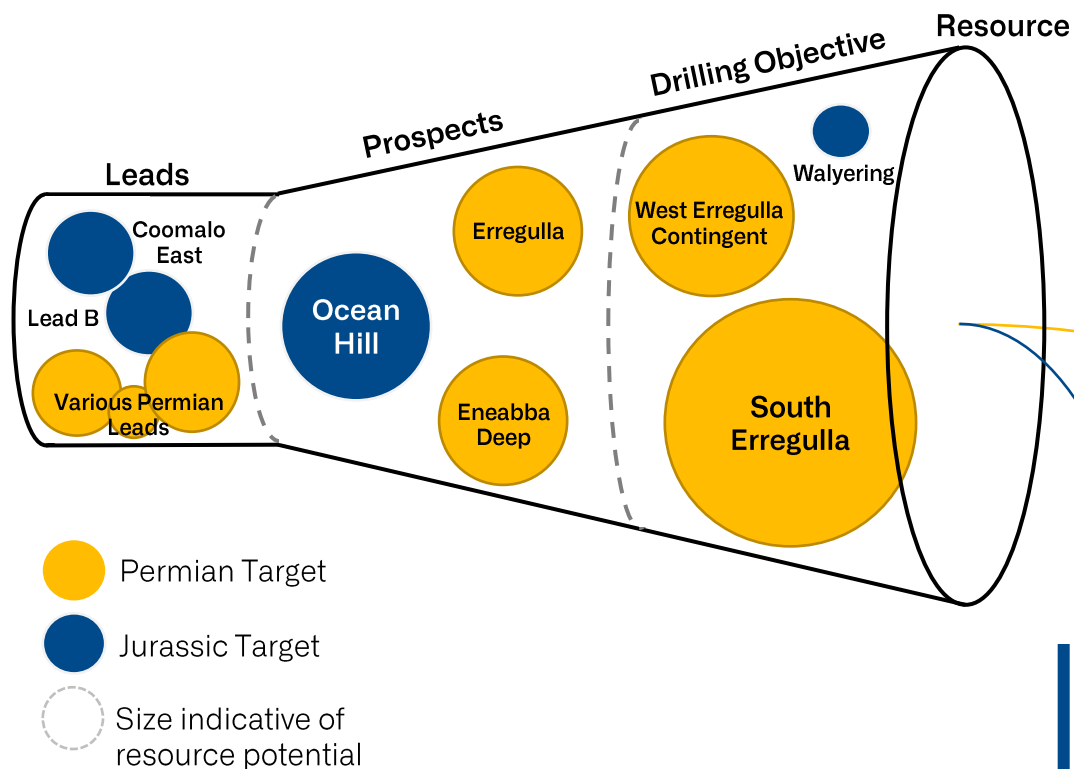 Resource
Drilling Objective
Prospects
Leads
Coomalo
East
Lead B
Various Permian
Leads
Ocean
Hill
Erregulla
Eneabba
Deep
West Erregulla
Contingent
Walyering
South
Erregulla
Permian Target
Jurassic Target
Size indicative of
resource potential